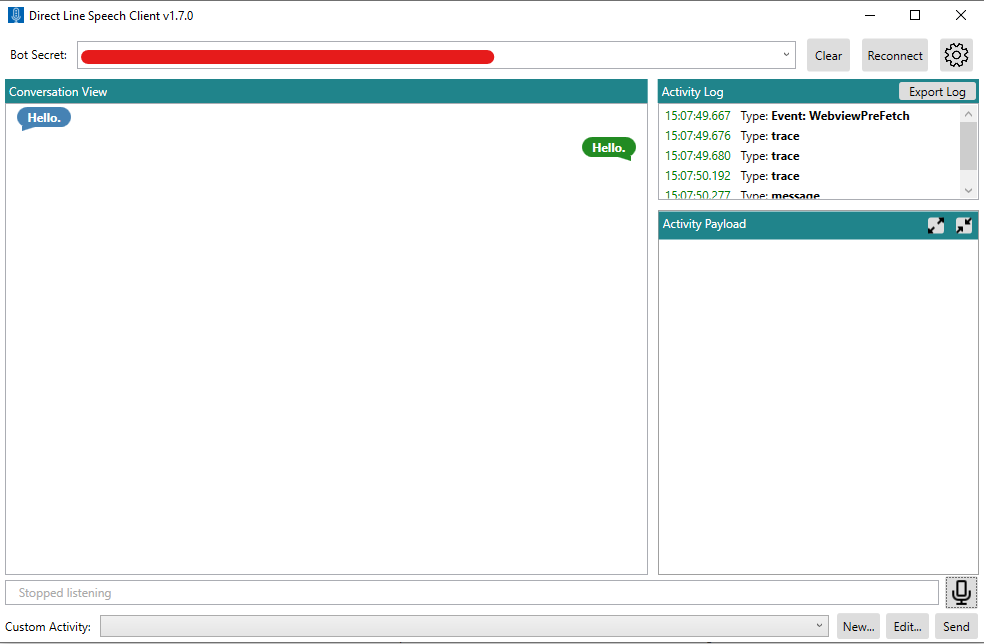 Direct Line Speech Client v1.7.0
Bot Secret:
Clear
Reconnect
Conversation View
Hello.
Hello.
Activity Log
Export Log
15:07:49.667 Type: Event: WebviewPreFetch
15:07:49.676 Type: trace
15:07:49.680 Type: trace
15:07:50.192 Type: trace
15:07:50.277 Type: message
Activity Payload
Stopped listening
Custom Activity:
New...
Edit...
Send